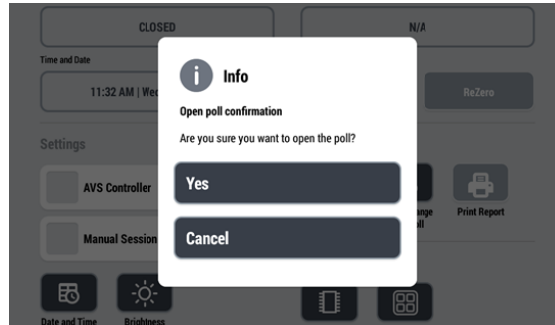 CLOSED
N/A
Time and Date
11:32 AM | Wed
ReZero
Info
Open poll confirmation
Are you sure you want to open the poll?
Yes
Cancel
Settings
AVS Controller
Manual Session
Print Report
Date and Time
Brightness